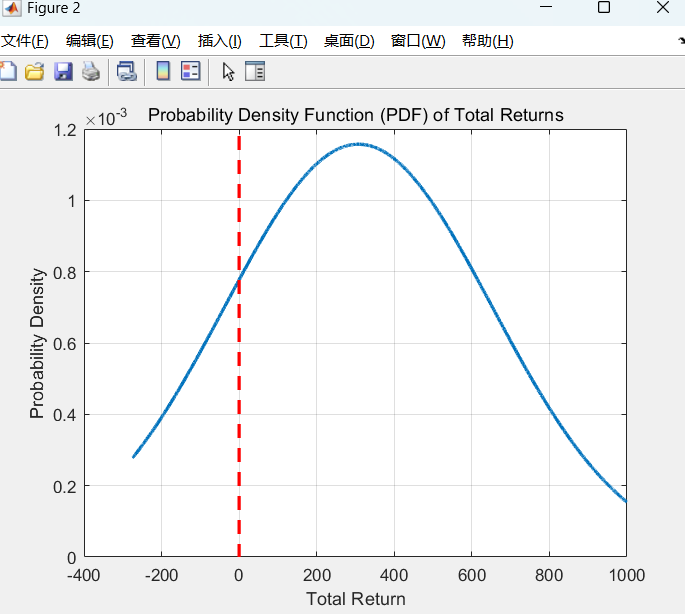 Figure 2
文件(F) 编辑(E) 查看(V) 插入(I) 工具(T) 桌面(D) 窗口(W) 帮助(H)
×10⁻³
Probability Density Function (PDF) of Total Returns
1.2
1
0.8
0.6
0.4
0.2
0
Probability Density
-400 -200 0 200 400 600 800 1000
Total Return